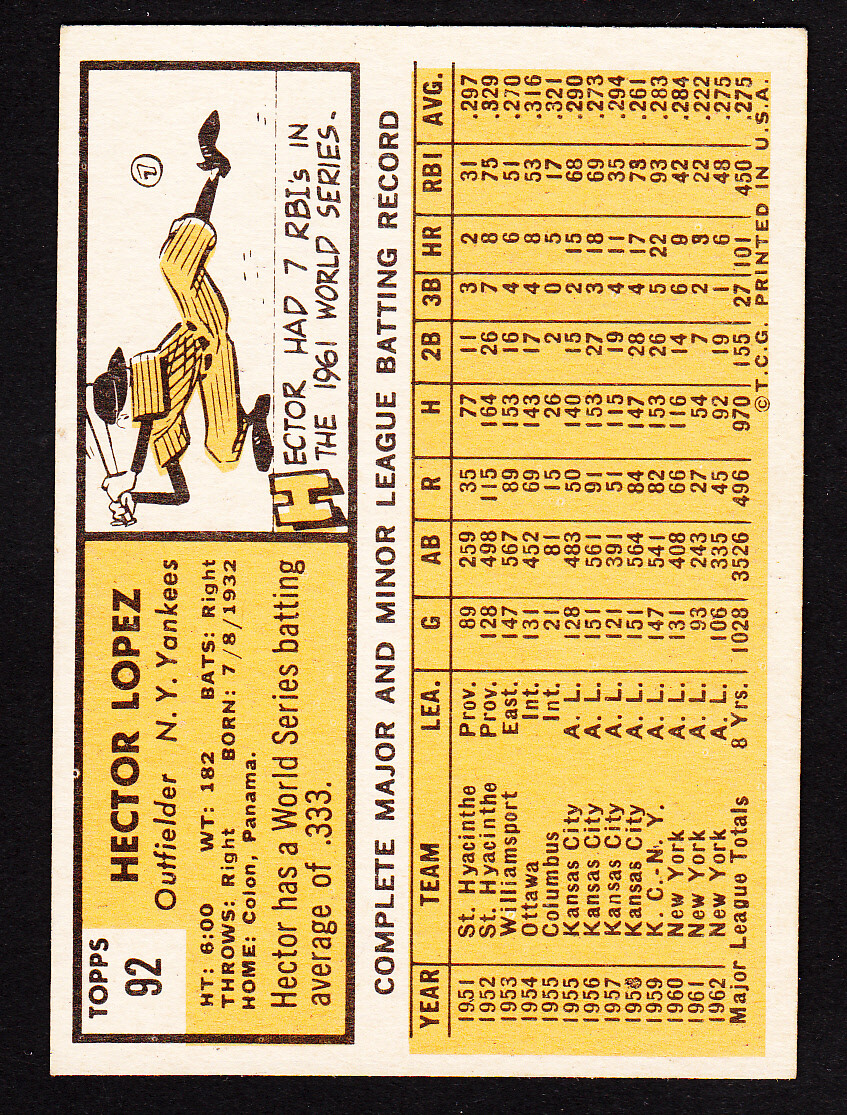 TOPPS
92
HECTOR LOPEZ
Outfielder N. Y. Yankees
HT: 6:00 WT: 182 BATS: Right
THROWS: Right BORN: 7/8/1932
HOME: Colon, Panama.
Hector has a World Series batting
average of .333.
HECTOR HAD 7 RBI's IN
THE 1961 WORLD SERIES.
COMPLETE MAJOR AND MINOR LEAGUE BATTING RECORD
YEAR TEAM LEA. G AB R H 2B 3B HR RBI AVG.
1951 St. Hyacinthe Prov. 89 259 35 77 11 3 2 31 .297
1952 St. Hyacinthe Prov. 128 498 115 164 26 7 8 75 .329
1953 Williamsport East. 147 567 89 153 16 4 6 51 .270
1954 Ottawa Int. 131 452 69 143 17 4 8 53 .316
1955 Columbus Int. 21 81 15 26 2 0 5 17 .321
1955 Kansas City A. L. 128 483 50 140 15 2 15 68 .290
1956 Kansas City A. L. 151 561 91 153 27 3 18 69 .273
1957 Kansas City A. L. 121 391 51 115 19 4 11 35 .294
1958 Kansas City A. L. 151 564 84 147 28 4 17 73 .261
1959 K. C.-N. Y. A. L. 147 541 82 153 26 5 22 93 .283
1960 New York A. L. 131 408 66 116 14 6 9 42 .284
1961 New York A. L. 93 243 27 54 7 2 3 22 .222
1962 New York A. L. 106 335 45 92 19 1 6 48 .275
Major League Totals 8 Yrs. 1028 3526 496 970 155 27 101 450 .275
©T.C.G. PRINTED IN U.S.A.